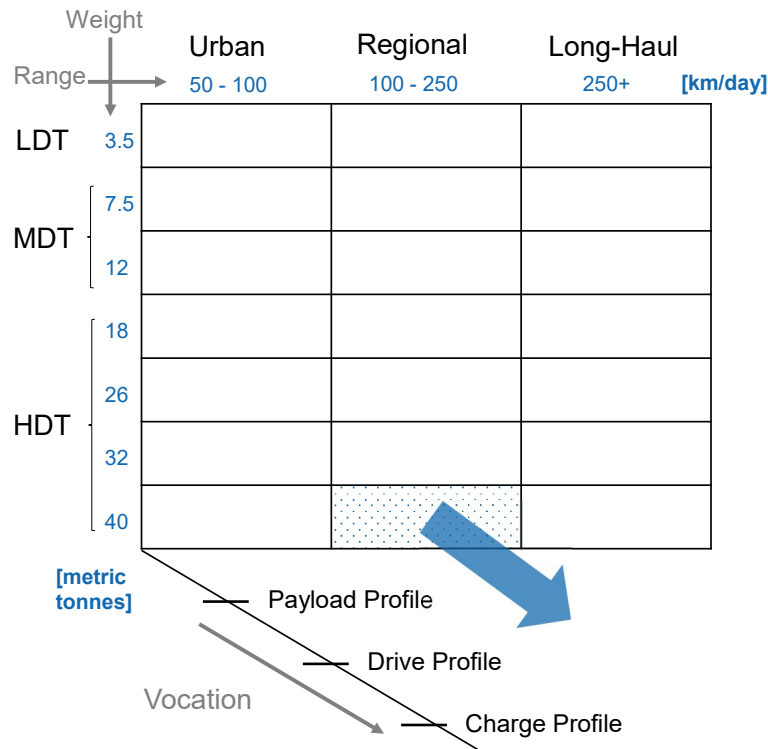 Weight
Urban Regional Long-Haul
Range
50 - 100 100 - 250 250+ [km/day]
LDT 3.5
7.5
MDT
12
18
26
HDT
32
40
[metric
tonnes]
Payload Profile
Drive Profile
Vocation
Charge Profile